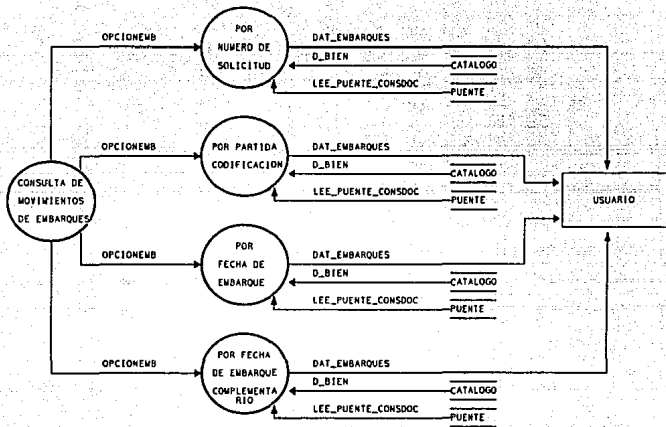 OPCIONEMB
POR
NUMERO DE
SOLICITUD
DAT_EMBARQUES
D_BIEN
CATALOGO
LEE_PUENTE_CONSDOC
PUENTE
OPCIONEMB
POR PARTIDA
CODIFICACION
DAT_EMBARQUES
D_BIEN
CATALOGO
LEE_PUENTE_CONSDOC
PUENTE
CONSULTA DE
MOVIMIENTOS
DE EMBARQUES
USUARIO
OPCIONEMB
POR
FECHA DE
EMBARQUE
DAT_EMBARQUES
D_BIEN
CATALOGO
LEE_PUENTE_CONSDOC
PUENTE
OPCIONEMB
POR FECHA
DE EMBARQUE
COMPLEMENTA
RIO
DAT_EMBARQUES
D_BIEN
CATALOGO
LEE_PUENTE_CONSDOC
PUENTE